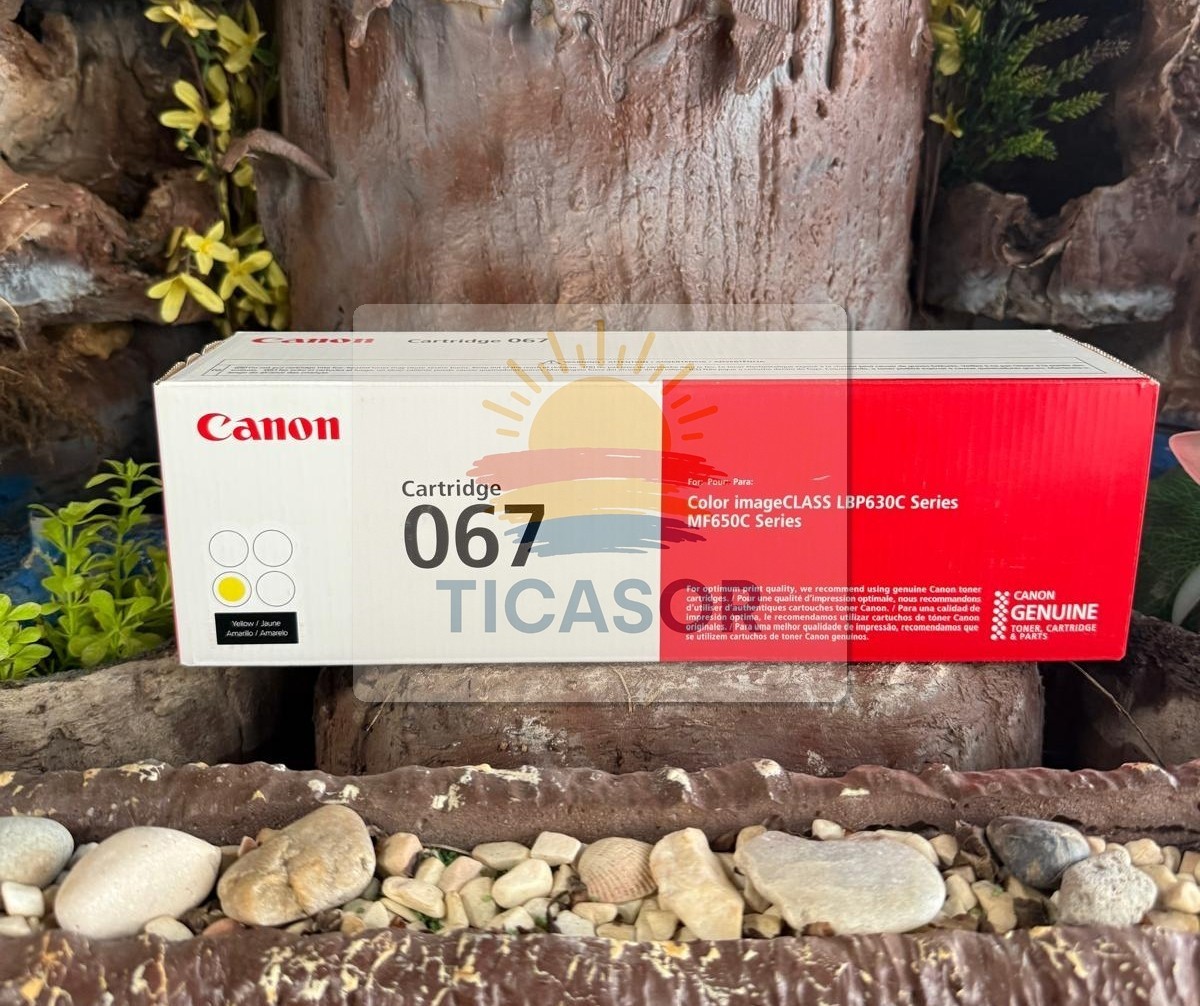 Canon Cartridge 067
Canon
Cartridge
067
Yellow / Jaune
Amarillo / Amarelo
For: Pour: Para:
Color imageCLASS LBP630C Series
MF650C Series
For optimum print quality, we recommend using genuine Canon toner
cartridges. / Pour une qualité d'impression optimale, nous recommandons
d'utiliser d'authentiques cartouches toner Canon. / Para una calidad de
impresión optima, le recomendamos utilizar cartuchos de tóner Canon
originales. / Para uma melhor qualidade de impressão, recomendamos que
se utilizem cartuchos de toner Canon genuínos.
CANON
GENUINE
TONER, CARTRIDGE
& PARTS
TICASCR